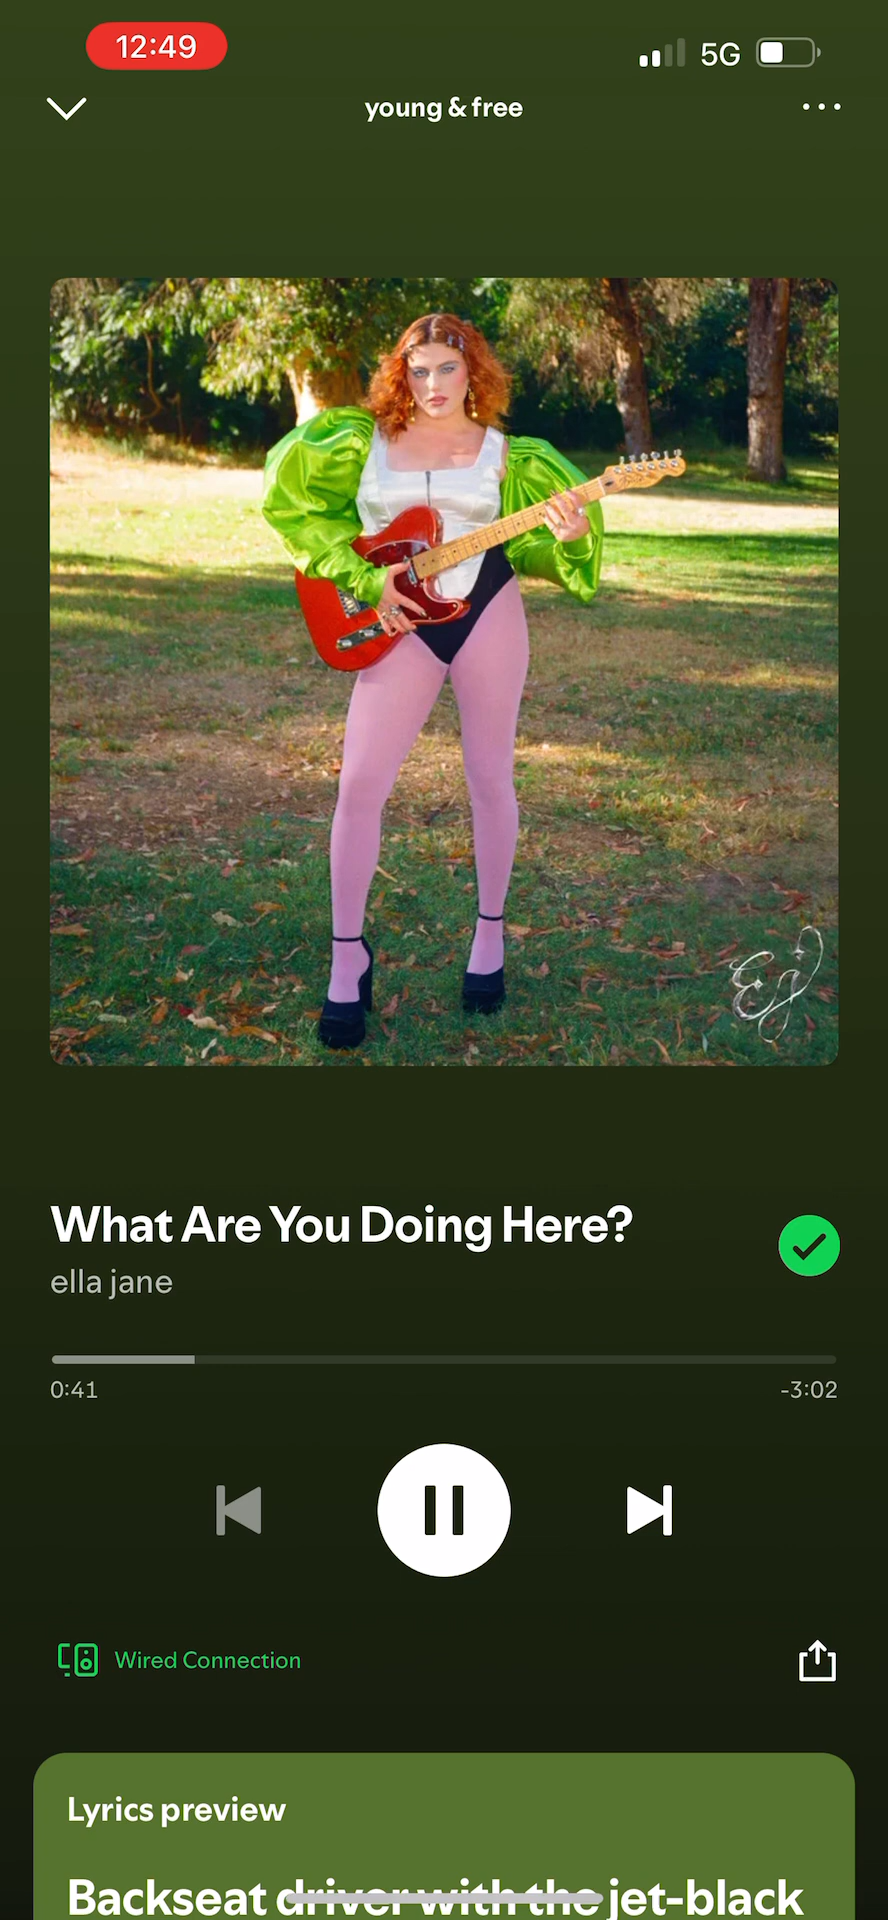 12:49
5G
young & free
EJ
What Are You Doing Here?
ella jane
0:41
-3:02
Wired Connection
Lyrics preview
Backseat driver with the jet-black